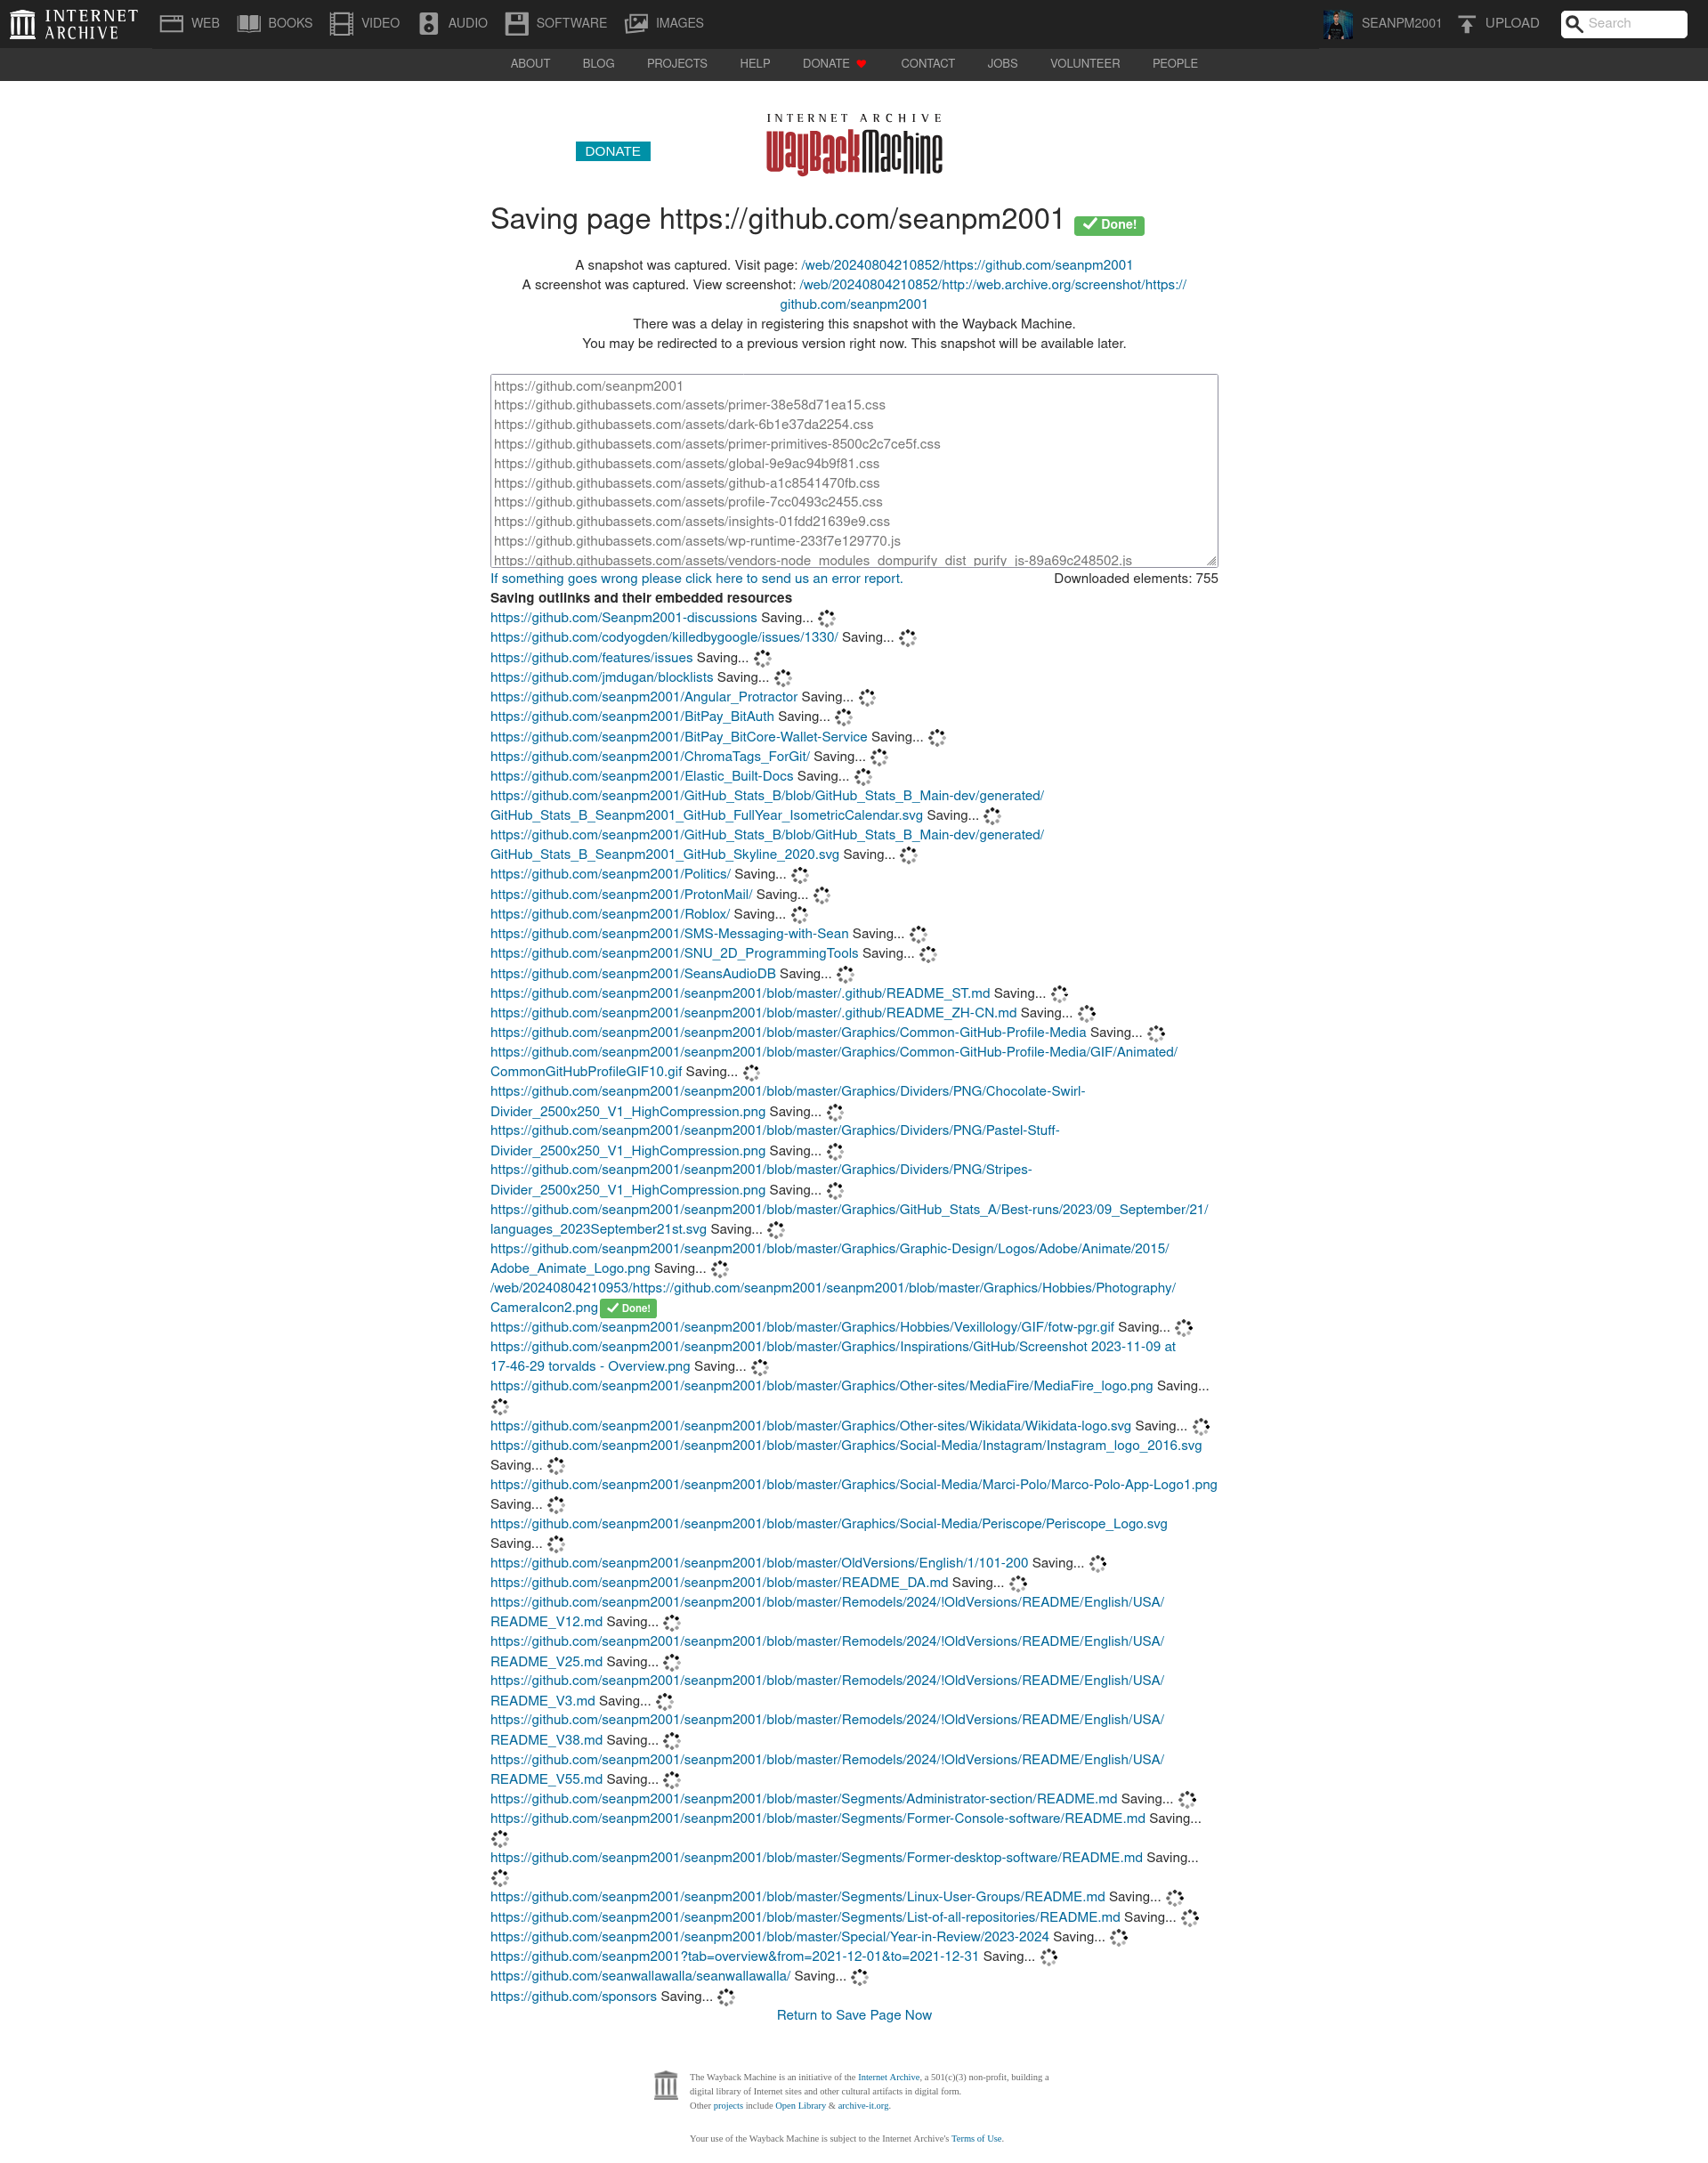 INTERNET ARCHIVE WEB BOOKS VIDEO AUDIO SOFTWARE IMAGES SEANPM2001 UPLOAD Search
ABOUT BLOG PROJECTS HELP DONATE CONTACT JOBS VOLUNTEER PEOPLE
INTERNET ARCHIVE
DONATE WayBackMachine
Saving page https://github.com/seanpm2001 Done!
A snapshot was captured. Visit page: /web/20240804210852/https://github.com/seanpm2001
A screenshot was captured. View screenshot: /web/20240804210852/http://web.archive.org/screenshot/https://
github.com/seanpm2001
There was a delay in registering this snapshot with the Wayback Machine.
You may be redirected to a previous version right now. This snapshot will be available later.
https://github.com/seanpm2001
https://github.githubassets.com/assets/primer-38e58d71ea15.css
https://github.githubassets.com/assets/dark-6b1e37da2254.css
https://github.githubassets.com/assets/primer-primitives-8500c2c7ce5f.css
https://github.githubassets.com/assets/global-9e9ac94b9f81.css
https://github.githubassets.com/assets/github-a1c8541470fb.css
https://github.githubassets.com/assets/profile-7cc0493c2455.css
https://github.githubassets.com/assets/insights-01fdd21639e9.css
https://github.githubassets.com/assets/wp-runtime-233f7e129770.js
https://github.githubassets.com/assets/vendors-node_modules_dompurify_dist_purify_js-89a69c248502.js
If something goes wrong please click here to send us an error report. Downloaded elements: 755
Saving outlinks and their embedded resources
https://github.com/Seanpm2001-discussions Saving...
https://github.com/codyogden/killedbygoogle/issues/1330/ Saving...
https://github.com/features/issues Saving...
https://github.com/jmdugan/blocklists Saving...
https://github.com/seanpm2001/Angular_Protractor Saving...
https://github.com/seanpm2001/BitPay_BitAuth Saving...
https://github.com/seanpm2001/BitPay_BitCore-Wallet-Service Saving...
https://github.com/seanpm2001/ChromaTags_ForGit/ Saving...
https://github.com/seanpm2001/Elastic_Built-Docs Saving...
https://github.com/seanpm2001/GitHub_Stats_B/blob/GitHub_Stats_B_Main-dev/generated/
GitHub_Stats_B_Seanpm2001_GitHub_FullYear_IsometricCalendar.svg Saving...
https://github.com/seanpm2001/GitHub_Stats_B/blob/GitHub_Stats_B_Main-dev/generated/
GitHub_Stats_B_Seanpm2001_GitHub_Skyline_2020.svg Saving...
https://github.com/seanpm2001/Politics/ Saving...
https://github.com/seanpm2001/ProtonMail/ Saving...
https://github.com/seanpm2001/Roblox/ Saving...
https://github.com/seanpm2001/SMS-Messaging-with-Sean Saving...
https://github.com/seanpm2001/SNU_2D_ProgrammingTools Saving...
https://github.com/seanpm2001/SeansAudioDB Saving...
https://github.com/seanpm2001/seanpm2001/blob/master/.github/README_ST.md Saving...
https://github.com/seanpm2001/seanpm2001/blob/master/.github/README_ZH-CN.md Saving...
https://github.com/seanpm2001/seanpm2001/blob/master/Graphics/Common-GitHub-Profile-Media Saving...
https://github.com/seanpm2001/seanpm2001/blob/master/Graphics/Common-GitHub-Profile-Media/GIF/Animated/
CommonGitHubProfileGIF10.gif Saving...
https://github.com/seanpm2001/seanpm2001/blob/master/Graphics/Dividers/PNG/Chocolate-Swirl-
Divider_2500x250_V1_HighCompression.png Saving...
https://github.com/seanpm2001/seanpm2001/blob/master/Graphics/Dividers/PNG/Pastel-Stuff-
Divider_2500x250_V1_HighCompression.png Saving...
https://github.com/seanpm2001/seanpm2001/blob/master/Graphics/Dividers/PNG/Stripes-
Divider_2500x250_V1_HighCompression.png Saving...
https://github.com/seanpm2001/seanpm2001/blob/master/Graphics/GitHub_Stats_A/Best-runs/2023/09_September/21/
languages_2023September21st.svg Saving...
https://github.com/seanpm2001/seanpm2001/blob/master/Graphics/Graphic-Design/Logos/Adobe/Animate/2015/
Adobe_Animate_Logo.png Saving...
/web/20240804210953/https://github.com/seanpm2001/seanpm2001/blob/master/Graphics/Hobbies/Photography/
CameraIcon2.png Done!
https://github.com/seanpm2001/seanpm2001/blob/master/Graphics/Hobbies/Vexillology/GIF/fotw-pgr.gif Saving...
https://github.com/seanpm2001/seanpm2001/blob/master/Graphics/Inspirations/GitHub/Screenshot 2023-11-09 at
17-46-29 torvalds - Overview.png Saving...
https://github.com/seanpm2001/seanpm2001/blob/master/Graphics/Other-sites/MediaFire/MediaFire_logo.png Saving...
https://github.com/seanpm2001/seanpm2001/blob/master/Graphics/Other-sites/Wikidata/Wikidata-logo.svg Saving...
https://github.com/seanpm2001/seanpm2001/blob/master/Graphics/Social-Media/Instagram/Instagram_logo_2016.svg
Saving...
https://github.com/seanpm2001/seanpm2001/blob/master/Graphics/Social-Media/Marci-Polo/Marco-Polo-App-Logo1.png
Saving...
https://github.com/seanpm2001/seanpm2001/blob/master/Graphics/Social-Media/Periscope/Periscope_Logo.svg
Saving...
https://github.com/seanpm2001/seanpm2001/blob/master/OldVersions/English/1/101-200 Saving...
https://github.com/seanpm2001/seanpm2001/blob/master/README_DA.md Saving...
https://github.com/seanpm2001/seanpm2001/blob/master/Remodels/2024/!OldVersions/README/English/USA/
README_V12.md Saving...
https://github.com/seanpm2001/seanpm2001/blob/master/Remodels/2024/!OldVersions/README/English/USA/
README_V25.md Saving...
https://github.com/seanpm2001/seanpm2001/blob/master/Remodels/2024/!OldVersions/README/English/USA/
README_V3.md Saving...
https://github.com/seanpm2001/seanpm2001/blob/master/Remodels/2024/!OldVersions/README/English/USA/
README_V38.md Saving...
https://github.com/seanpm2001/seanpm2001/blob/master/Remodels/2024/!OldVersions/README/English/USA/
README_V55.md Saving...
https://github.com/seanpm2001/seanpm2001/blob/master/Segments/Administrator-section/README.md Saving...
https://github.com/seanpm2001/seanpm2001/blob/master/Segments/Former-Console-software/README.md Saving...
https://github.com/seanpm2001/seanpm2001/blob/master/Segments/Former-desktop-software/README.md Saving...
https://github.com/seanpm2001/seanpm2001/blob/master/Segments/Linux-User-Groups/README.md Saving...
https://github.com/seanpm2001/seanpm2001/blob/master/Segments/List-of-all-repositories/README.md Saving...
https://github.com/seanpm2001/seanpm2001/blob/master/Special/Year-in-Review/2023-2024 Saving...
https://github.com/seanpm2001?tab=overview&from=2021-12-01&to=2021-12-31 Saving...
https://github.com/seanwallawalla/seanwallawalla/ Saving...
https://github.com/sponsors Saving...
Return to Save Page Now
The Wayback Machine is an initiative of the Internet Archive, a 501(c)(3) non-profit, building a
digital library of Internet sites and other cultural artifacts in digital form.
Other projects include Open Library & archive-it.org.
Your use of the Wayback Machine is subject to the Internet Archive's Terms of Use.